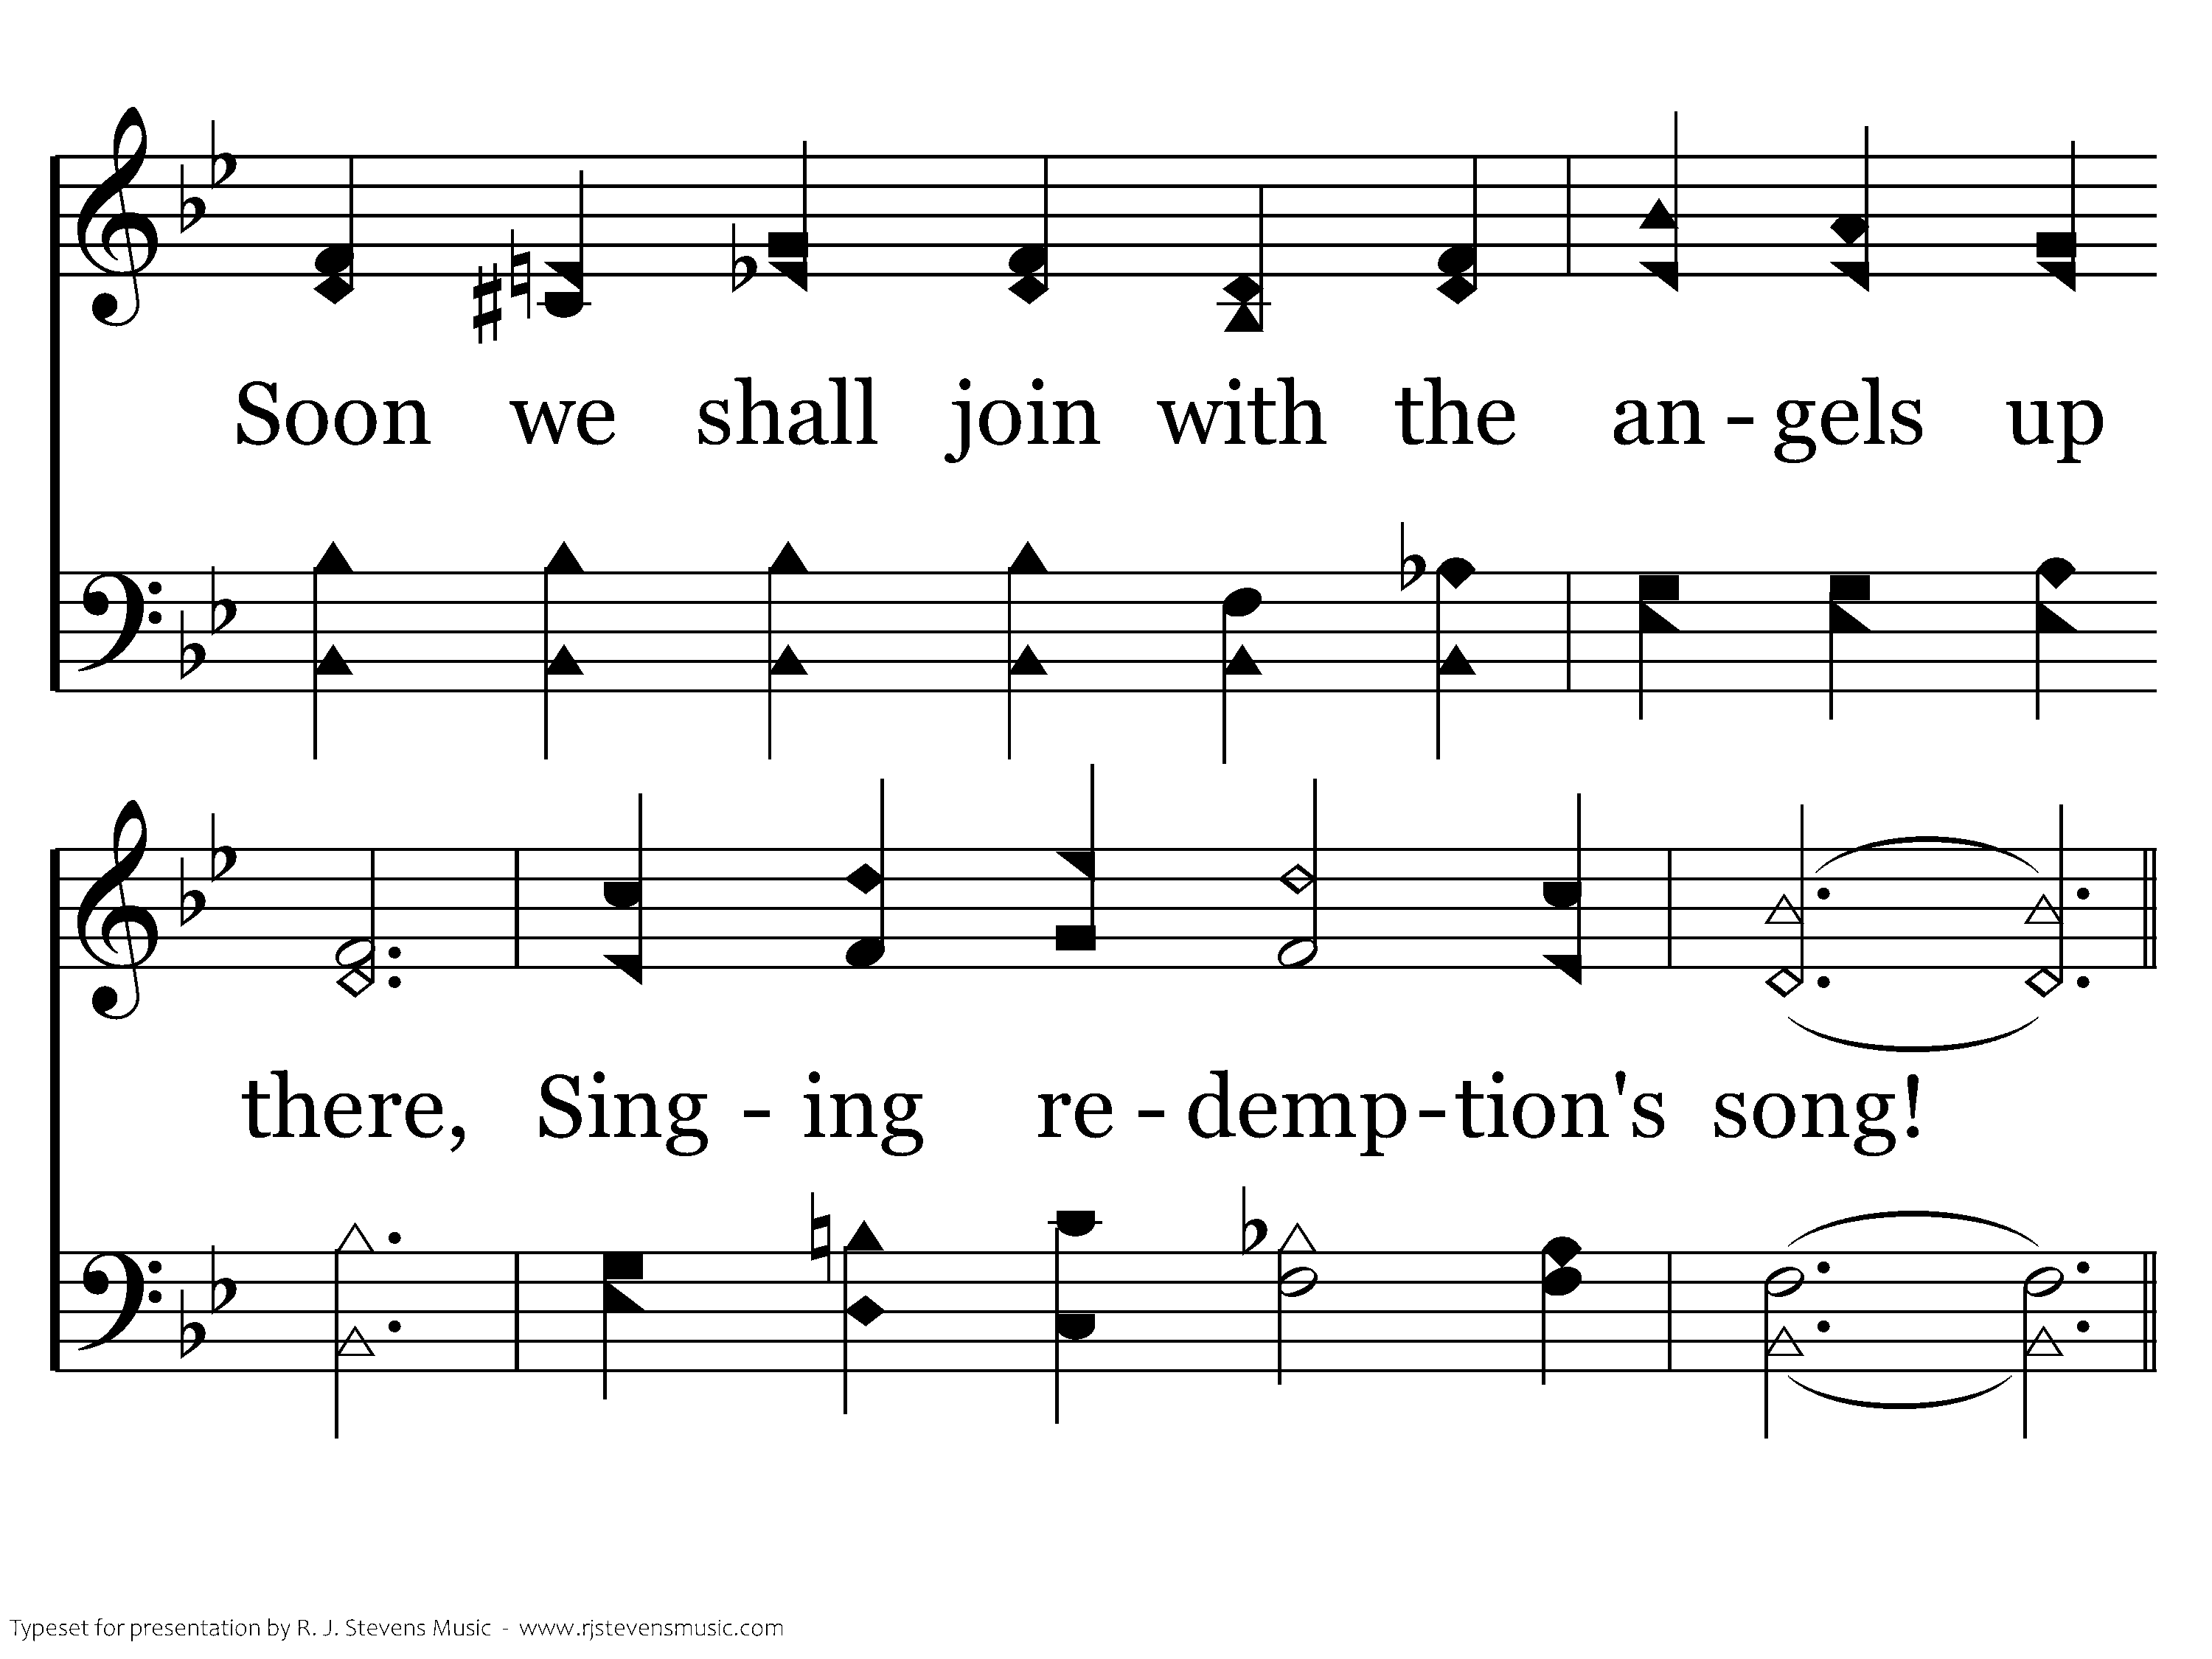 Soon we shall join with the an - gels up
there, Sing - ing re - demp - tion's song!
Typeset for presentation by R. J. Stevens Music - www.rjstevensmusic.com